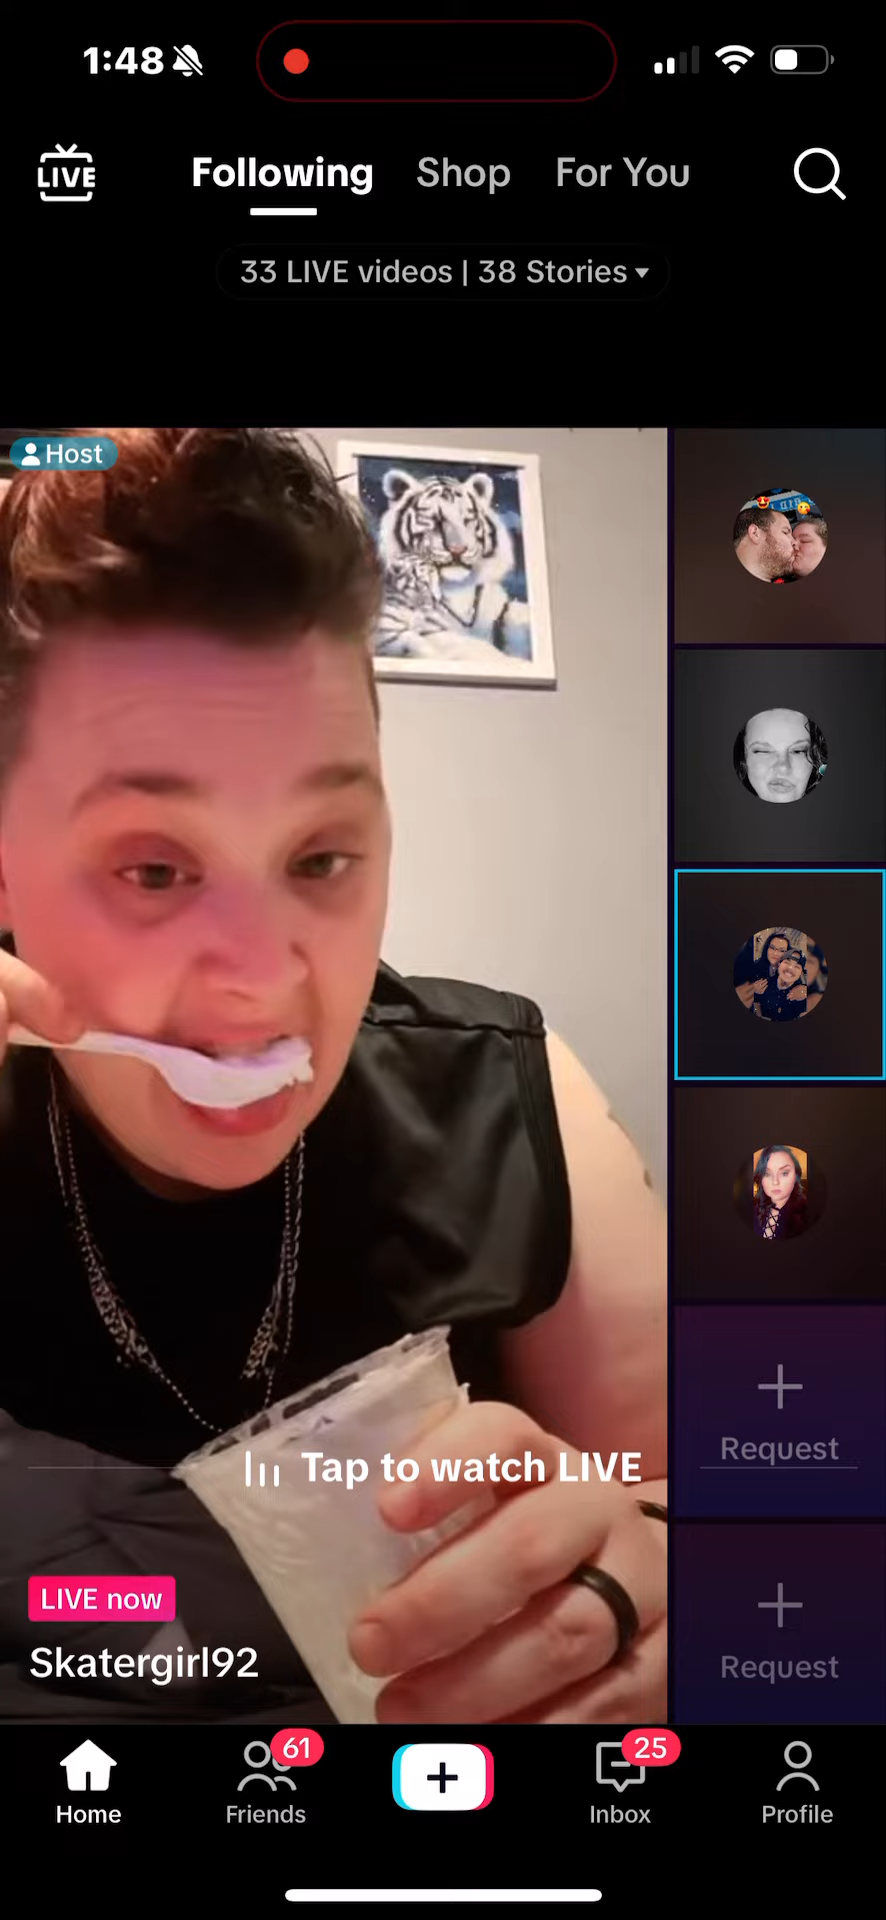 1:48
LIVE
Following
Shop
For You
33 LIVE videos | 38 Stories
Host
Request
Tap to watch LIVE
LIVE now
Request
Skatergirl92
61
25
Home
Friends
Inbox
Profile